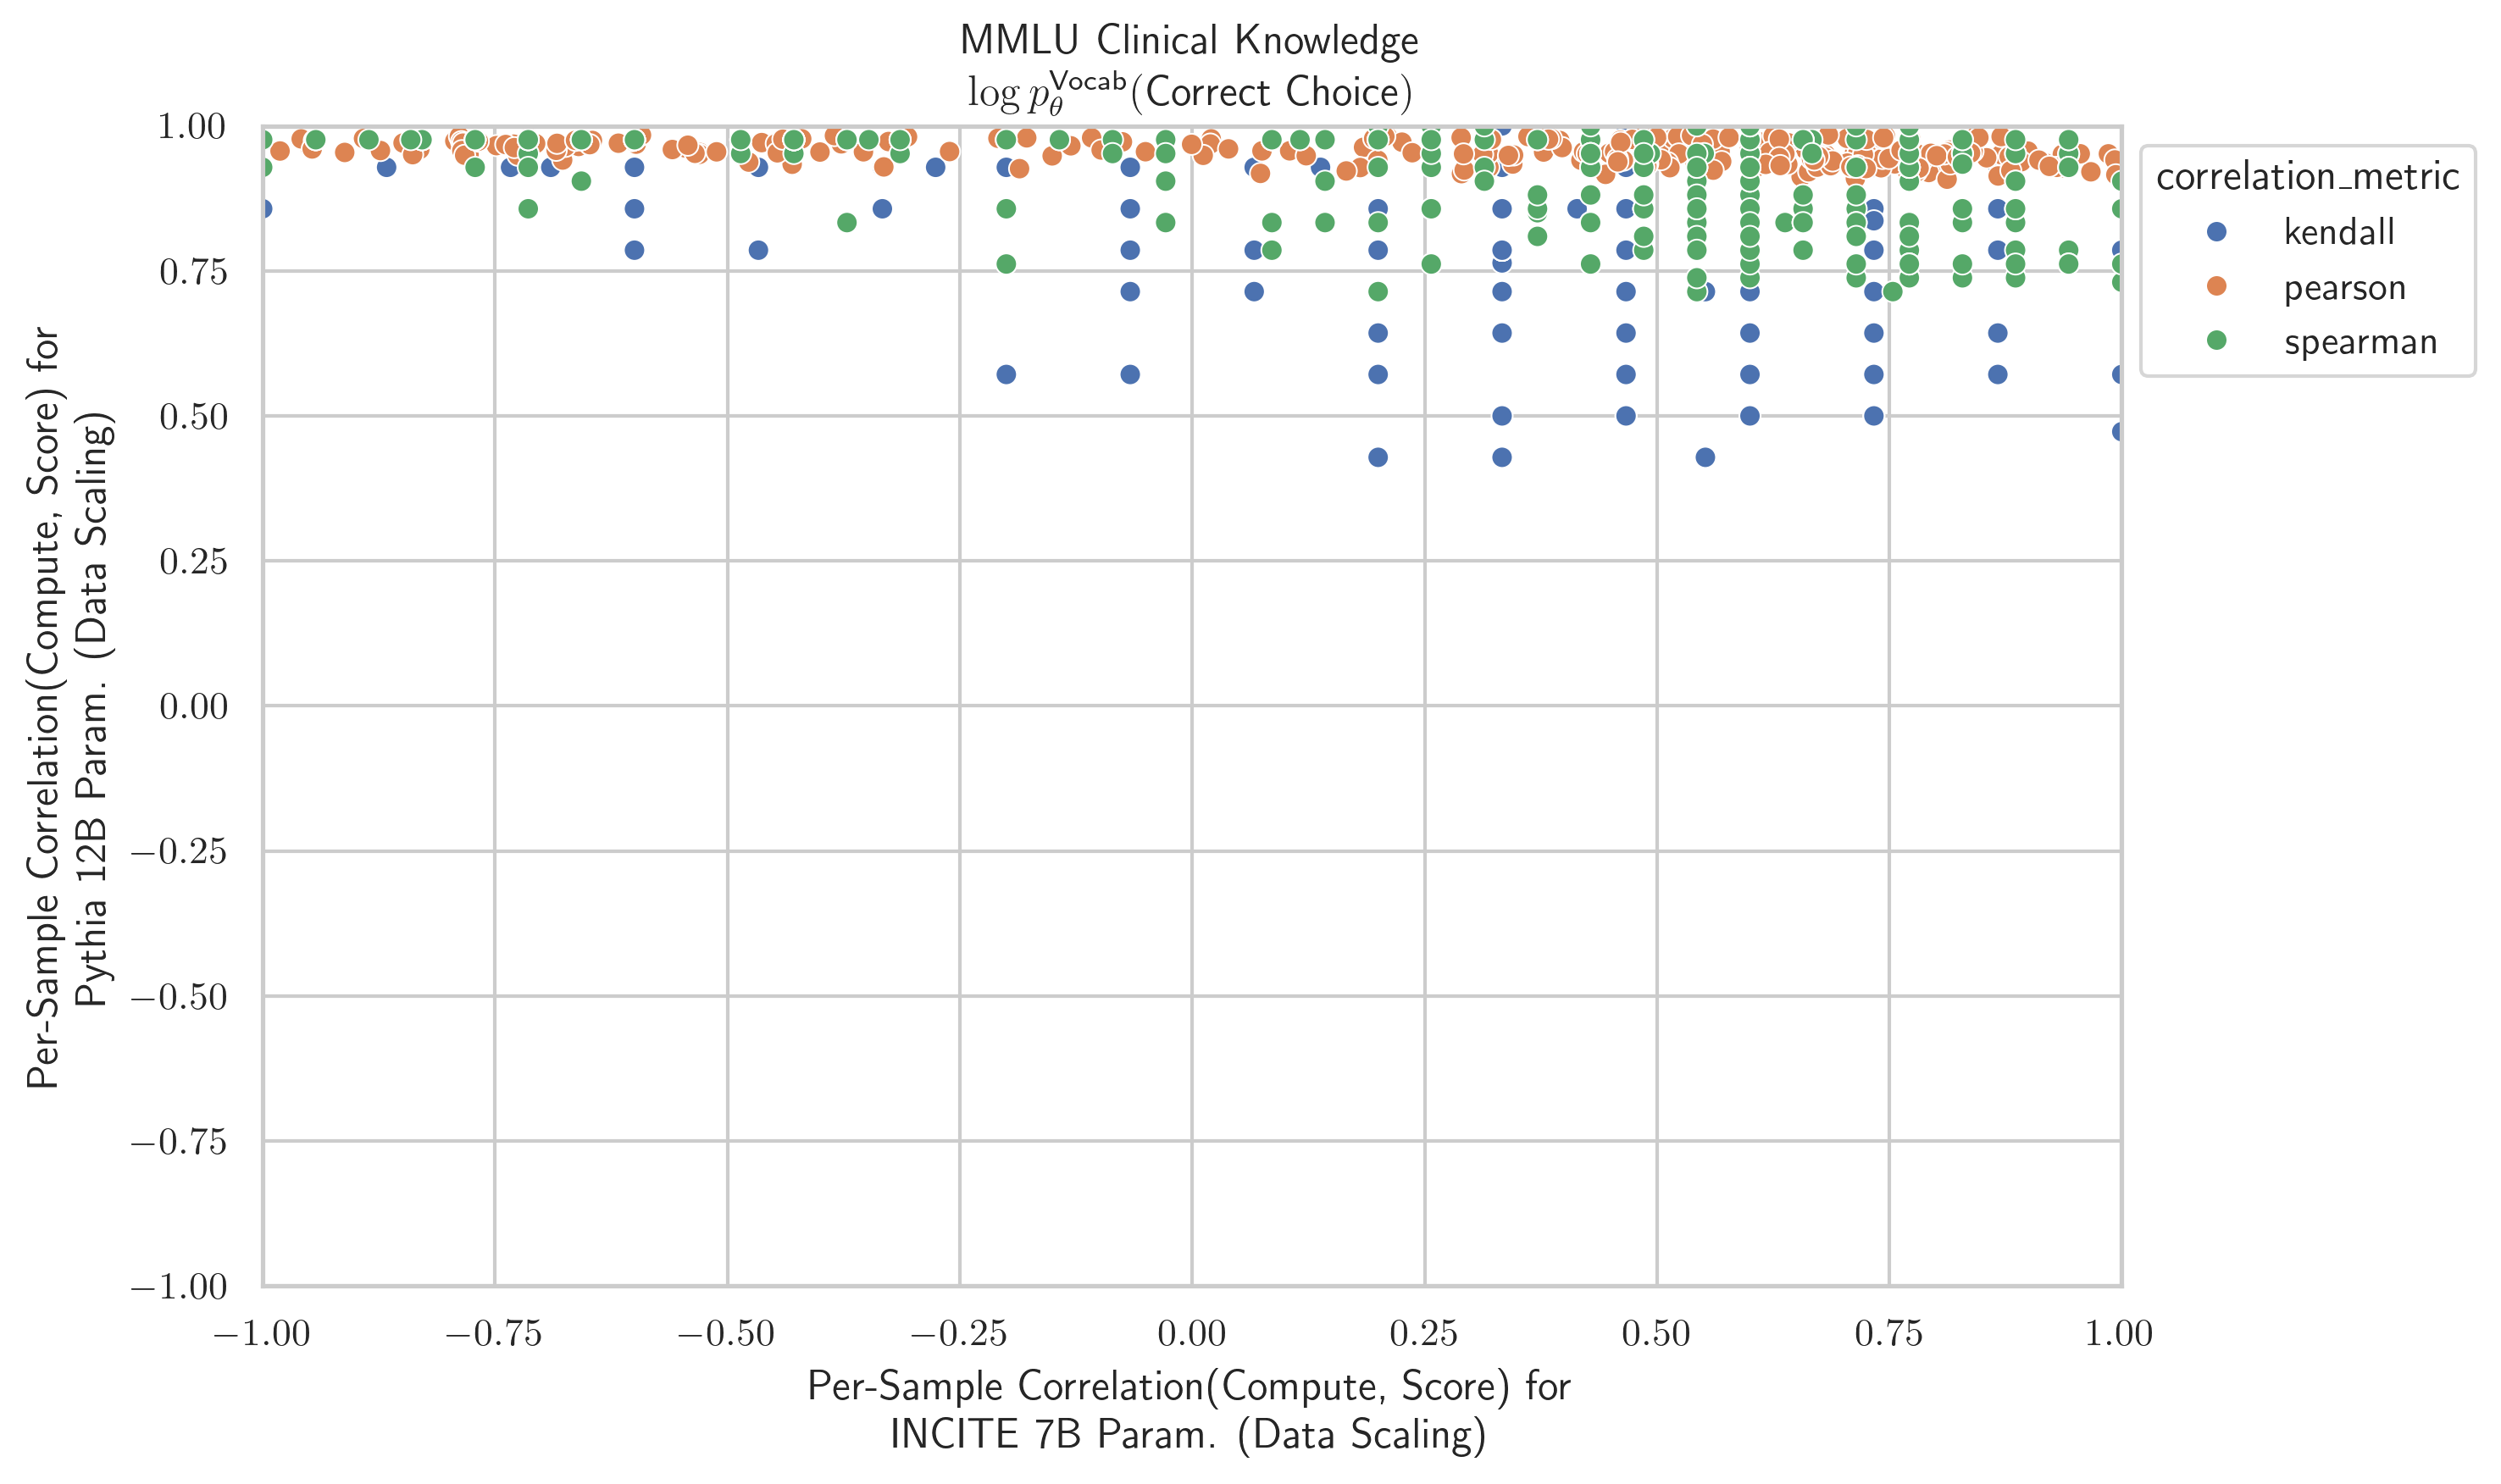 MMLU Clinical Knowledge
log p_θ^Vocab(Correct Choice)
Per-Sample Correlation(Compute, Score) for
Pythia 12B Param. (Data Scaling)
1.00
0.75
0.50
0.25
0.00
−0.25
−0.50
−0.75
−1.00
−1.00 −0.75 −0.50 −0.25 0.00 0.25 0.50 0.75 1.00
Per-Sample Correlation(Compute, Score) for
INCITE 7B Param. (Data Scaling)
correlation_metric
kendall
pearson
spearman